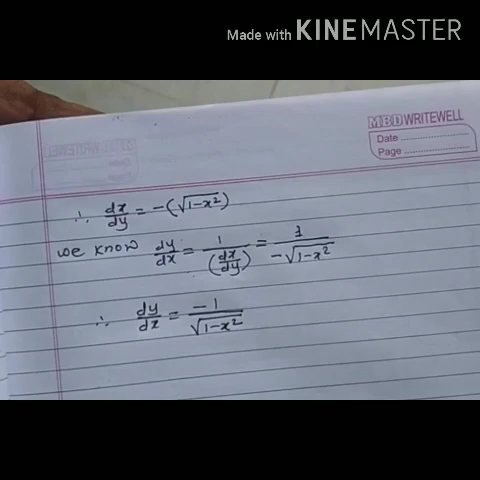 Made with KINEMASTER
MBD WRITEWELL
Date
Page
∴ dx/dy = -(√1-x²)
we know dy/dx = 1/(dx/dy) = 1/-√1-x²
∴ dy/dx = -1/√1-x²